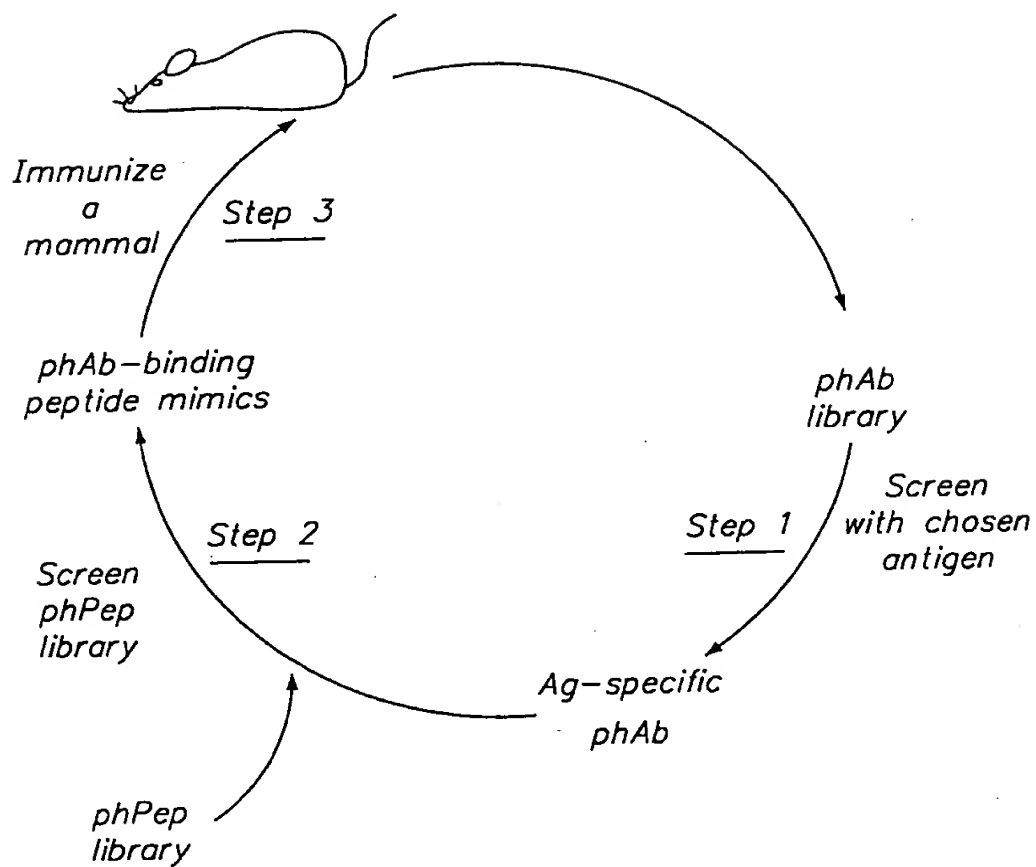 Immunize
a
mammal
Step 3
phAb-binding
peptide mimics
phAb
library
Screen
with chosen
antigen
Step 1
Step 2
Screen
phPep
library
Ag-specific
phAb
phPep
library